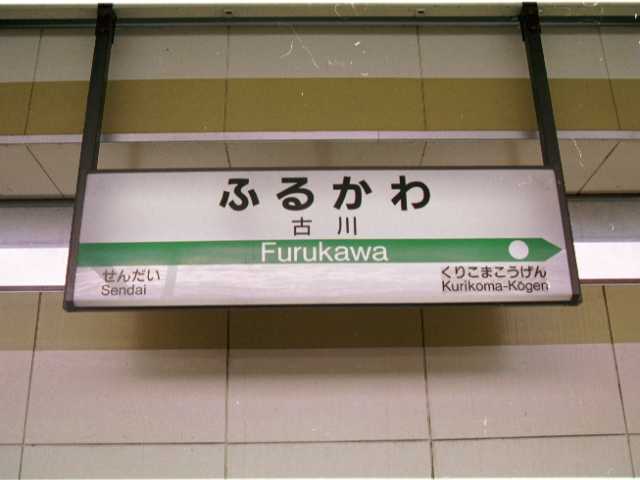 ふるかわ
古川
Furukawa
せんだい
Sendai
くりこまこうげん
Kurikoma-Kōgen